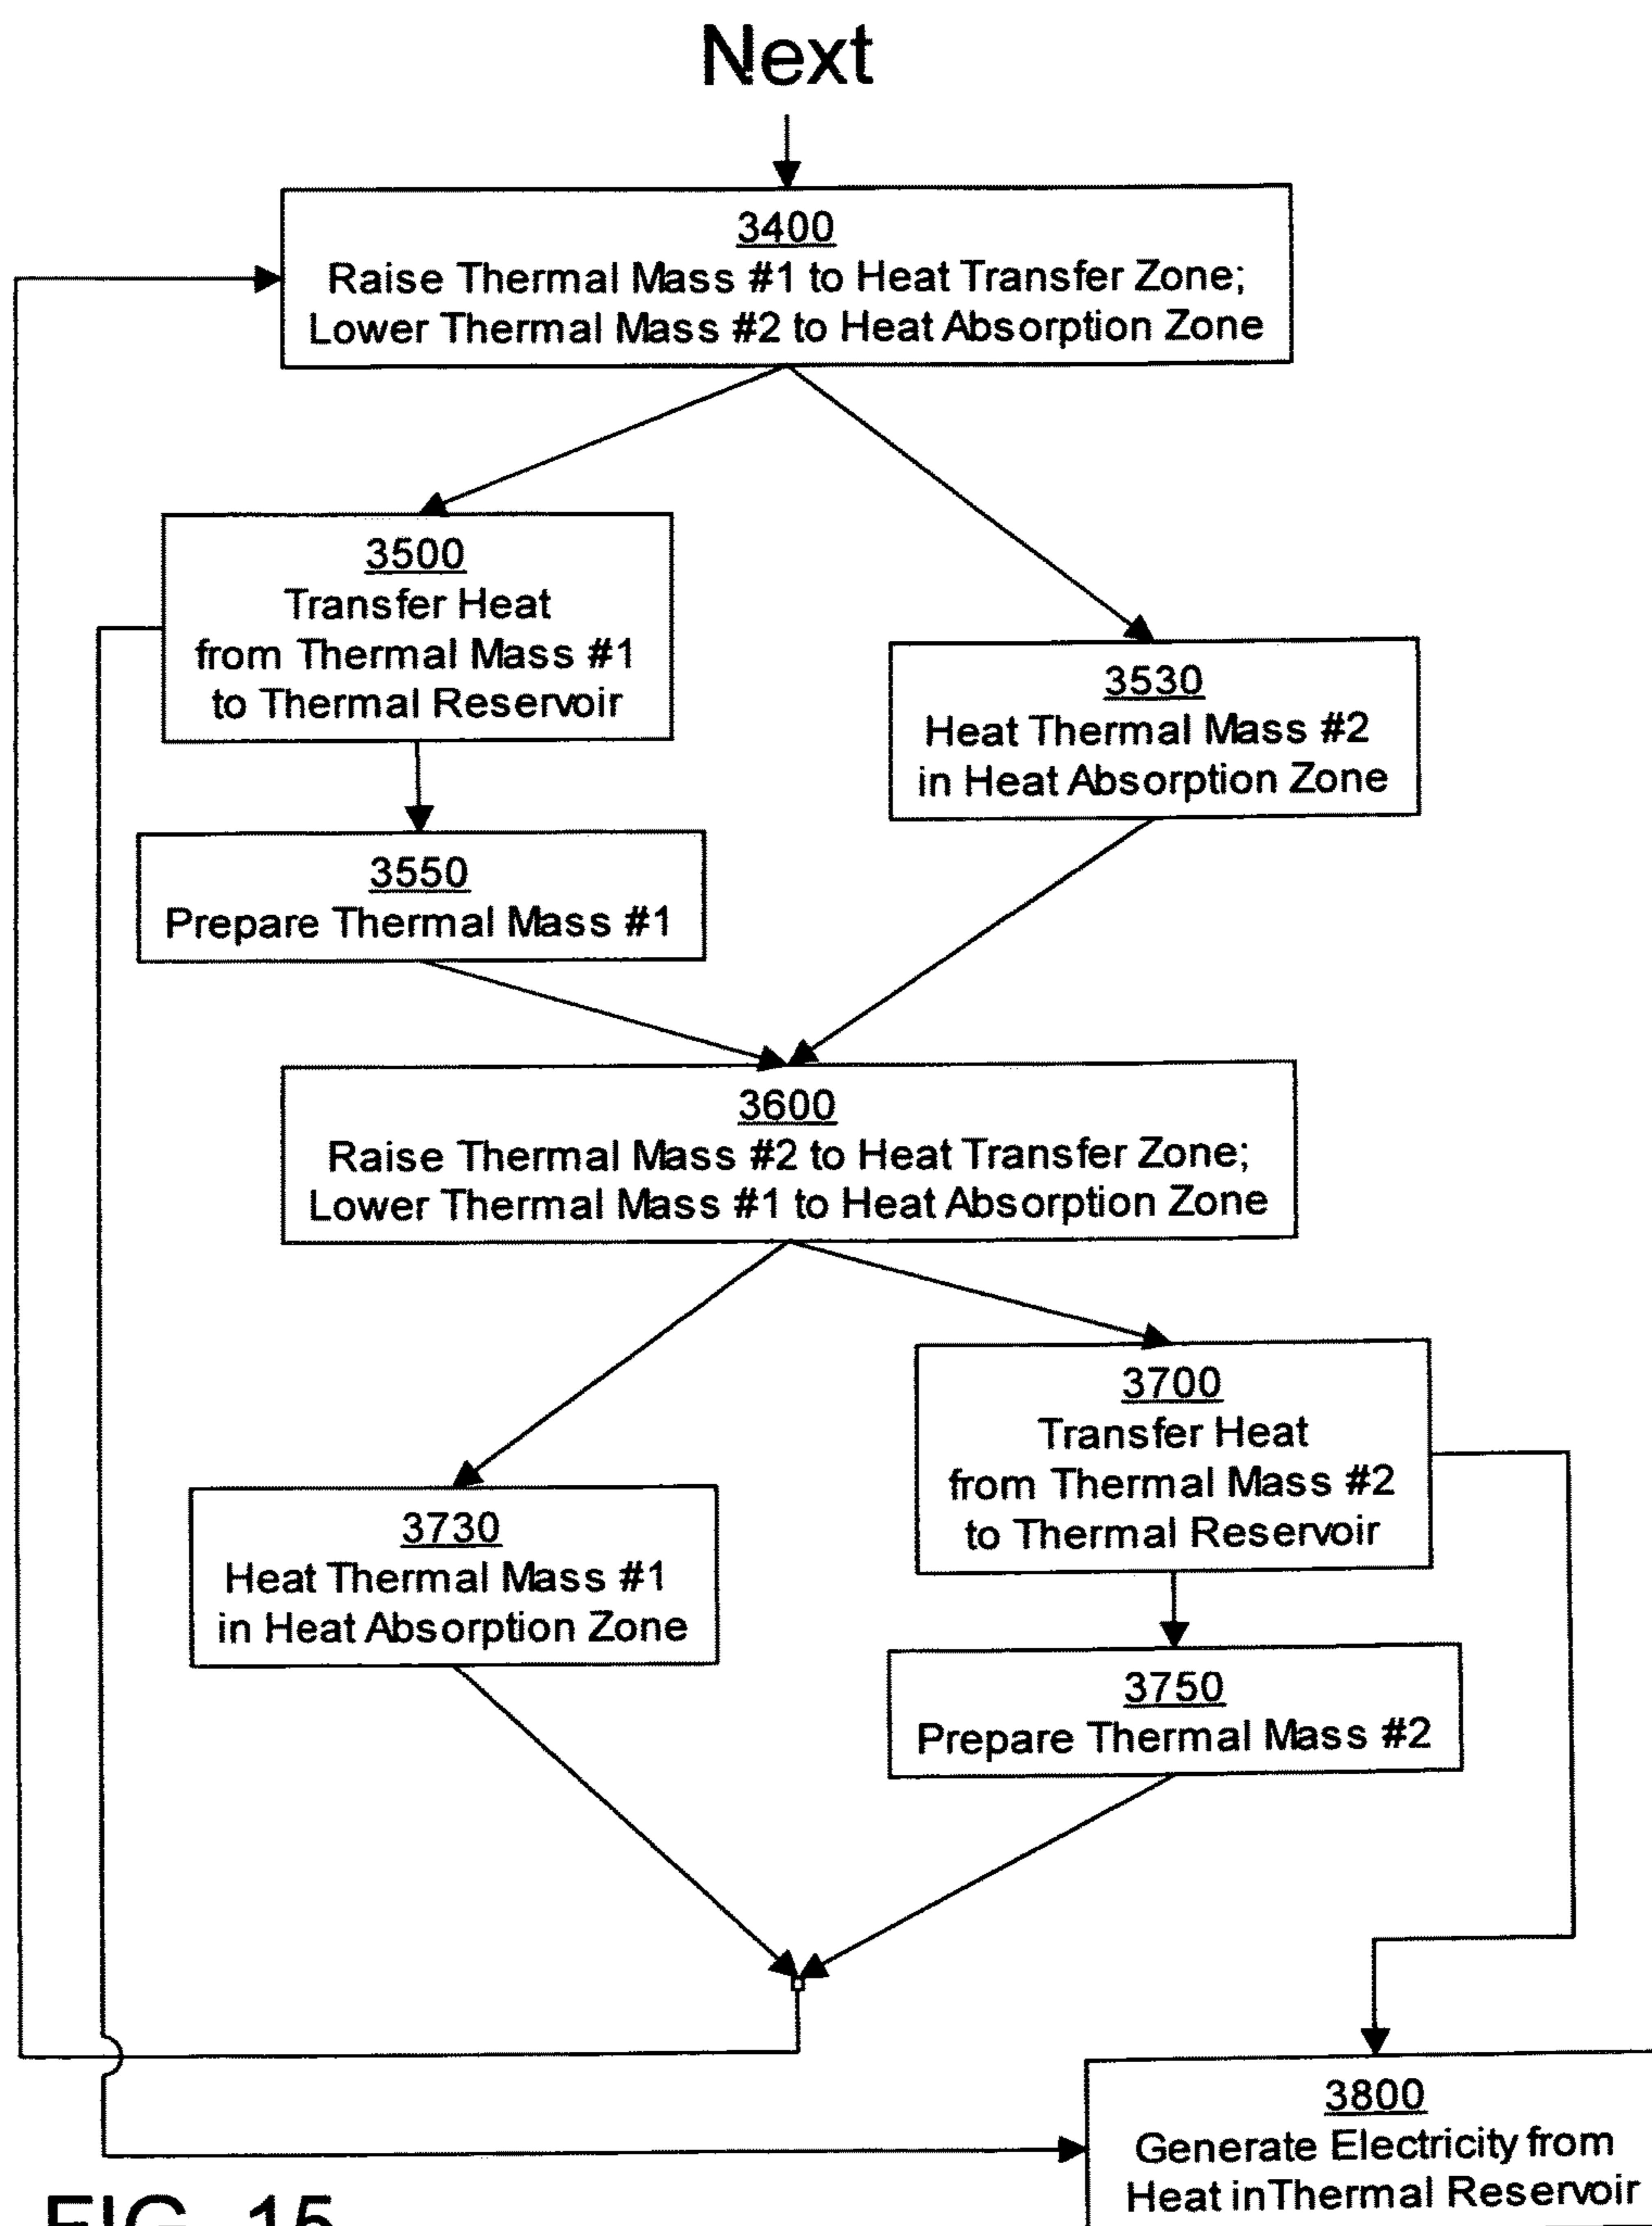 Next
3400
Raise Thermal Mass #1 to Heat Transfer Zone;
Lower Thermal Mass #2 to Heat Absorption Zone
3500
Transfer Heat
from Thermal Mass #1
to Thermal Reservoir
3530
Heat Thermal Mass #2
in Heat Absorption Zone
3550
Prepare Thermal Mass #1
3600
Raise Thermal Mass #2 to Heat Transfer Zone;
Lower Thermal Mass #1 to Heat Absorption Zone
3700
Transfer Heat
from Thermal Mass #2
to Thermal Reservoir
3730
Heat Thermal Mass #1
in Heat Absorption Zone
3750
Prepare Thermal Mass #2
3800
Generate Electricity from
Heat inThermal Reservoir
FIG. 15